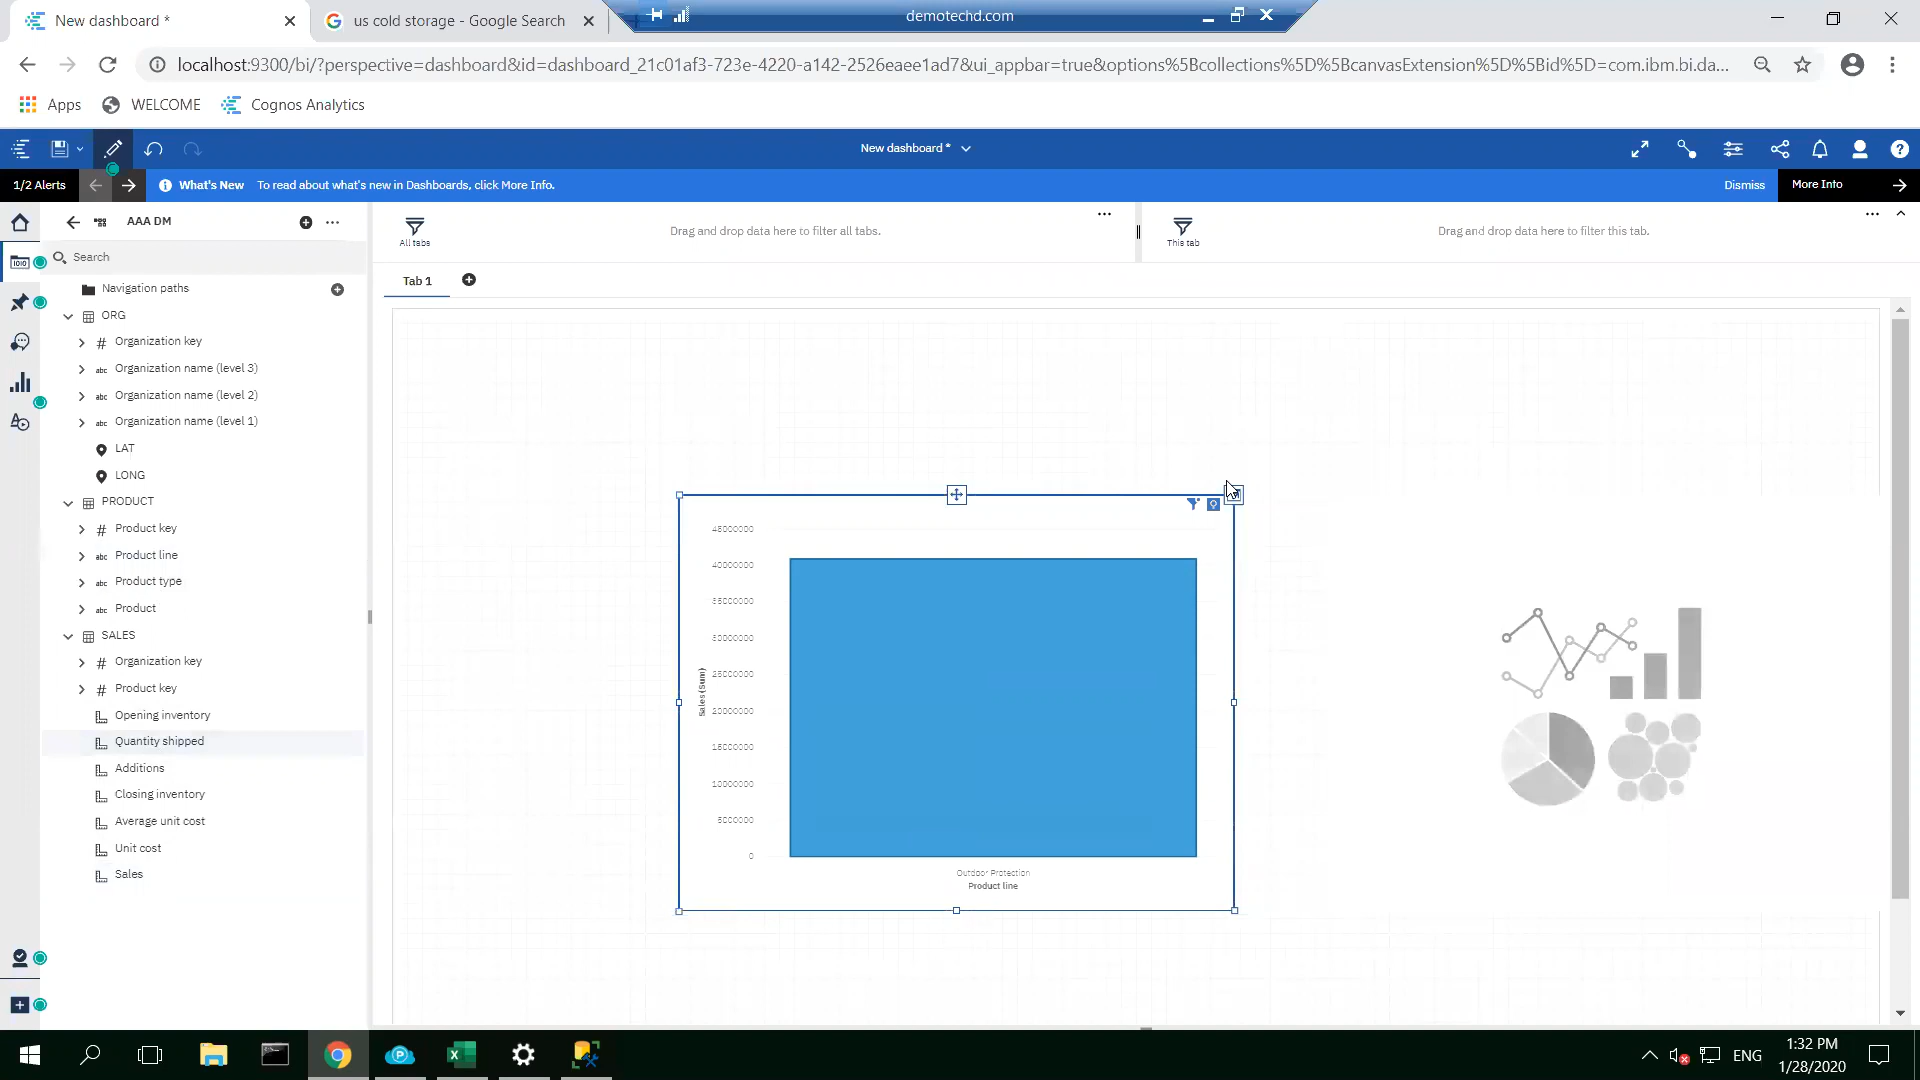 New dashboard *
us cold storage - Google Search
demotechd.com
localhost:9300/bi/?perspective=dashboard&id=dashboard_21c01af3-723e-4220-a142-2526eaee1ad7&ui_appbar=true&options%5Bcollections%5D%5BcanvasExtension%5D%5Bid%5D=com.ibm.bi.da...
Apps
WELCOME
Cognos Analytics
New dashboard *
1/2 Alerts
What's New
To read about what's new in Dashboards, click More Info.
Dismiss
More Info
AAA DM
All tabs
Drag and drop data here to filter all tabs.
This tab
Drag and drop data here to filter this tab.
Search
Tab 1
Navigation paths
ORG
# Organization key
abc Organization name (level 3)
abc Organization name (level 2)
abc Organization name (level 1)
LAT
LONG
PRODUCT
# Product key
abc Product line
abc Product type
abc Product
SALES
# Organization key
# Product key
Opening inventory
Quantity shipped
Additions
Closing inventory
Average unit cost
Unit cost
Sales
45000000
40000000
35000000
30000000
25000000
20000000
15000000
10000000
5000000
0
Sales (Sum)
Outdoor Protection
Product line
ENG
1:32 PM
1/28/2020